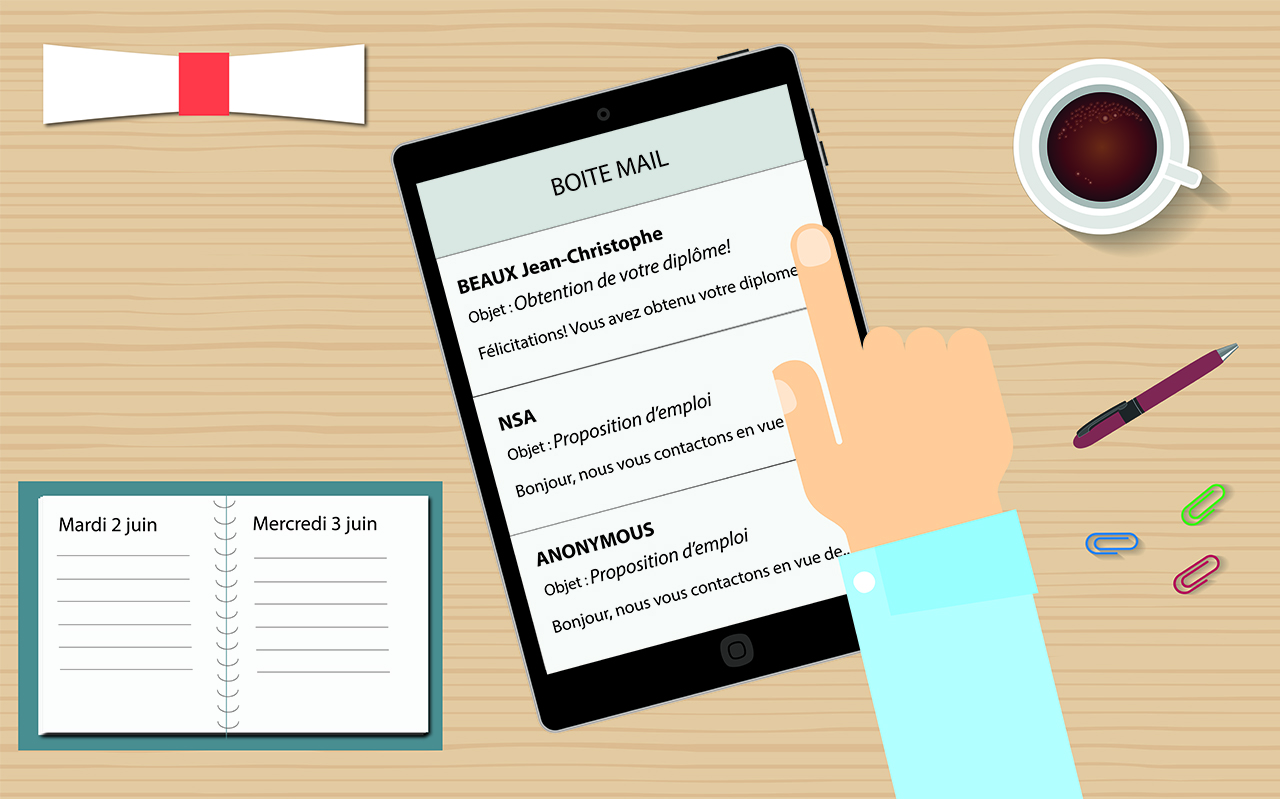 BOITE MAIL
BEAUX Jean-Christophe
Objet : Obtention de votre diplôme!
Félicitations! Vous avez obtenu votre diplome
NSA
Objet : Proposition d'emploi
Bonjour, nous vous contactons en vue
ANONYMOUS
Objet : Proposition d'emploi
Bonjour, nous vous contactons en vue de..
Mardi 2 juin
Mercredi 3 juin